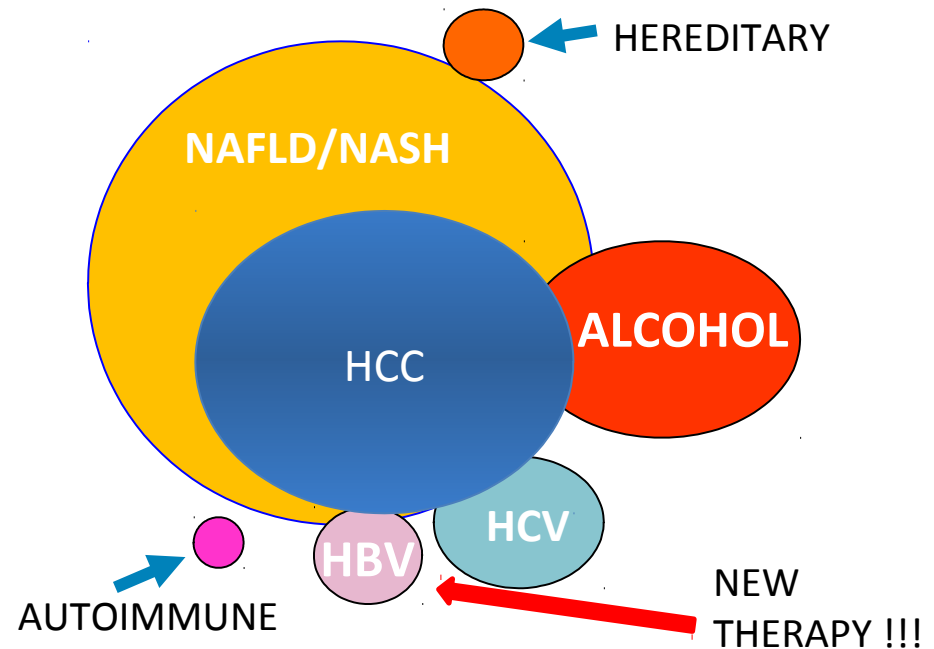 HEREDITARY
NAFLD/NASH
ALCOHOL
HCC
HCV
HBV
NEW
THERAPY !!!
AUTOIMMUNE